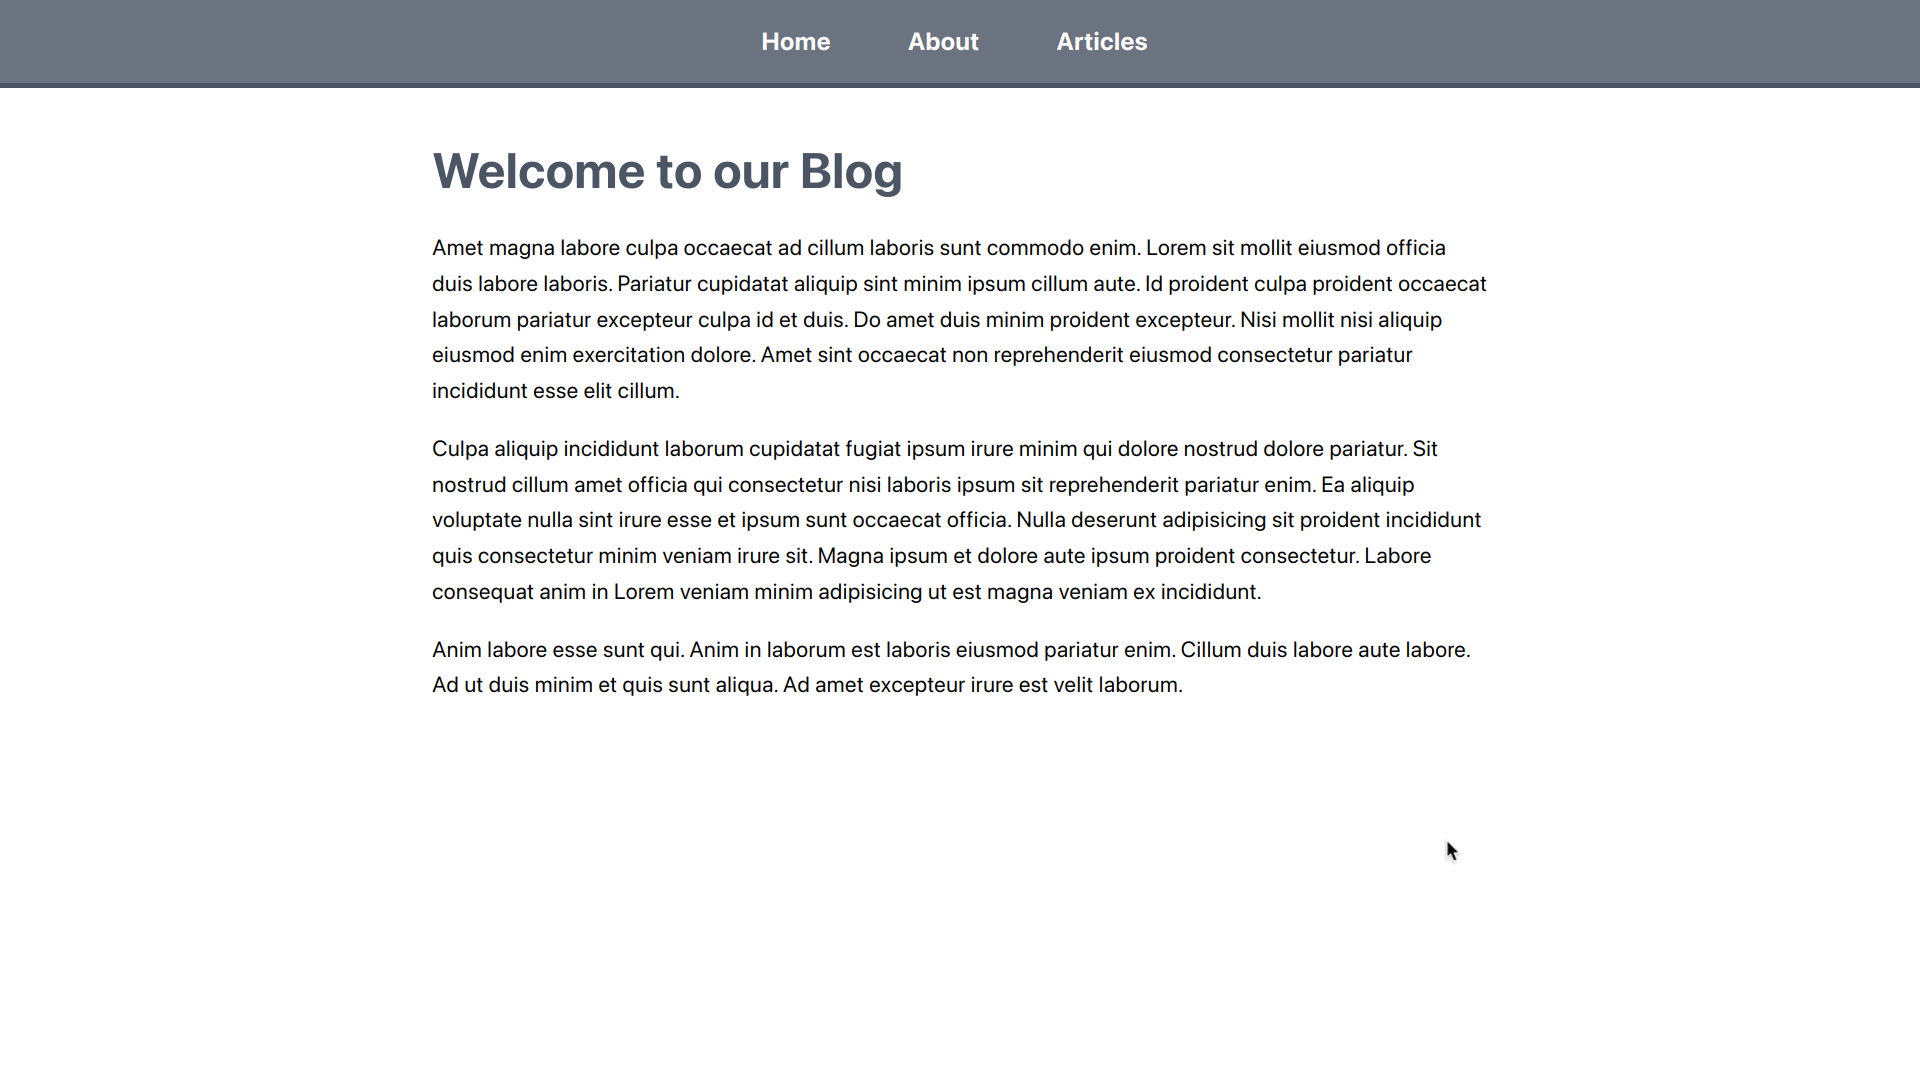 Home About Articles
Welcome to our Blog
Amet magna labore culpa occaecat ad cillum laboris sunt commodo enim. Lorem sit mollit eiusmod officia
duis labore laboris. Pariatur cupidatat aliquip sint minim ipsum cillum aute. Id proident culpa proident occaecat
laborum pariatur excepteur culpa id et duis. Do amet duis minim proident excepteur. Nisi mollit nisi aliquip
eiusmod enim exercitation dolore. Amet sint occaecat non reprehenderit eiusmod consectetur pariatur
incididunt esse elit cillum.
Culpa aliquip incididunt laborum cupidatat fugiat ipsum irure minim qui dolore nostrud dolore pariatur. Sit
nostrud cillum amet officia qui consectetur nisi laboris ipsum sit reprehenderit pariatur enim. Ea aliquip
voluptate nulla sint irure esse et ipsum sunt occaecat officia. Nulla deserunt adipisicing sit proident incididunt
quis consectetur minim veniam irure sit. Magna ipsum et dolore aute ipsum proident consectetur. Labore
consequat anim in Lorem veniam minim adipisicing ut est magna veniam ex incididunt.
Anim labore esse sunt qui. Anim in laborum est laboris eiusmod pariatur enim. Cillum duis labore aute labore.
Ad ut duis minim et quis sunt aliqua. Ad amet excepteur irure est velit laborum.